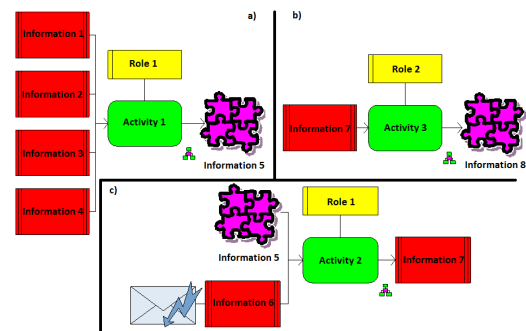 a)
Information 1
Information 2
Information 3
Information 4
Role 1
Activity 1
Information 5
b)
Role 2
Information 7
Activity 3
Information 8
c)
Information 5
Information 6
Role 1
Activity 2
Information 7